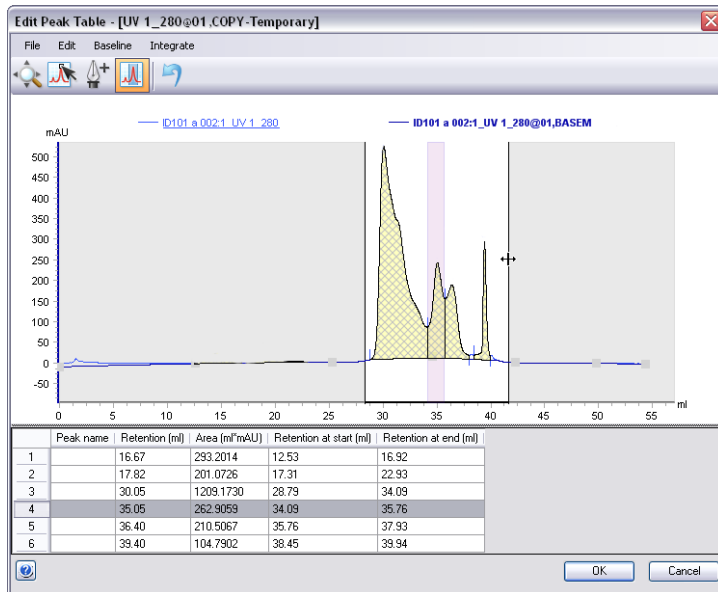 Edit Peak Table - [UV 1_280@01,COPY-Temporary]
File Edit Baseline Integrate
ID101 a 002:1_UV 1_280 ID101 a 002:1_UV 1_280@01,BASEM
mAU
500
450
400
350
300
250
200
150
100
50
0
-50
0 5 10 15 20 25 30 35 40 45 50 55 ml
Peak name Retention (ml) Area (ml*mAU) Retention at start (ml) Retention at end (ml)
1 16.67 293.2014 12.53 16.92
2 17.82 201.0726 17.31 22.93
3 30.05 1209.1730 28.79 34.09
4 35.05 262.9059 34.09 35.76
5 36.40 210.5067 35.76 37.93
6 39.40 104.7902 38.45 39.94
? OK Cancel